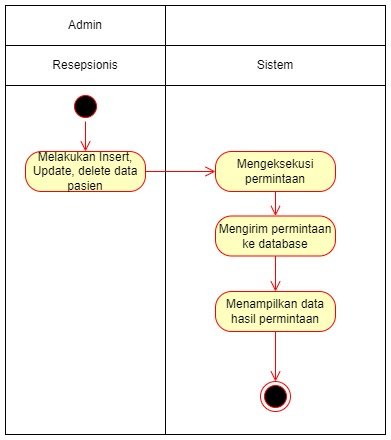 Admin
Resepsionis
Sistem
Melakukan Insert,
Update, delete data
pasien
Mengeksekusi
permintaan
Mengirim permintaan
ke database
Menampilkan data
hasil permintaan